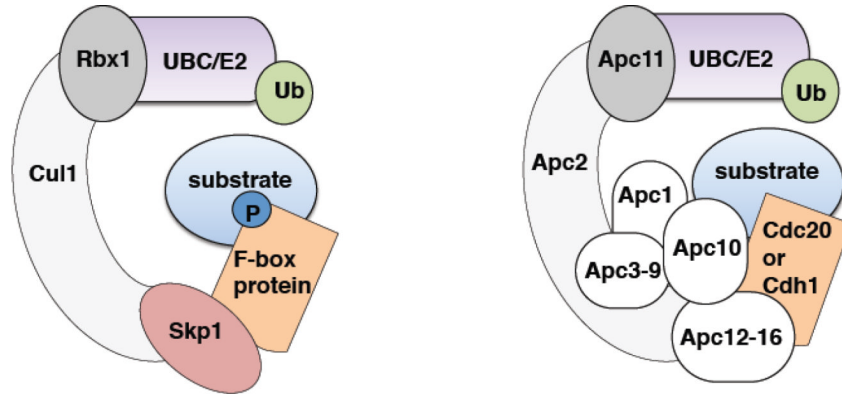 Rbx1
UBC/E2
Ub
Cul1
substrate
P
F-box
protein
Skp1
Apc11
UBC/E2
Ub
Apc2
substrate
Apc1
Cdc20
or
Cdh1
Apc10
Apc3-9
Apc12-16